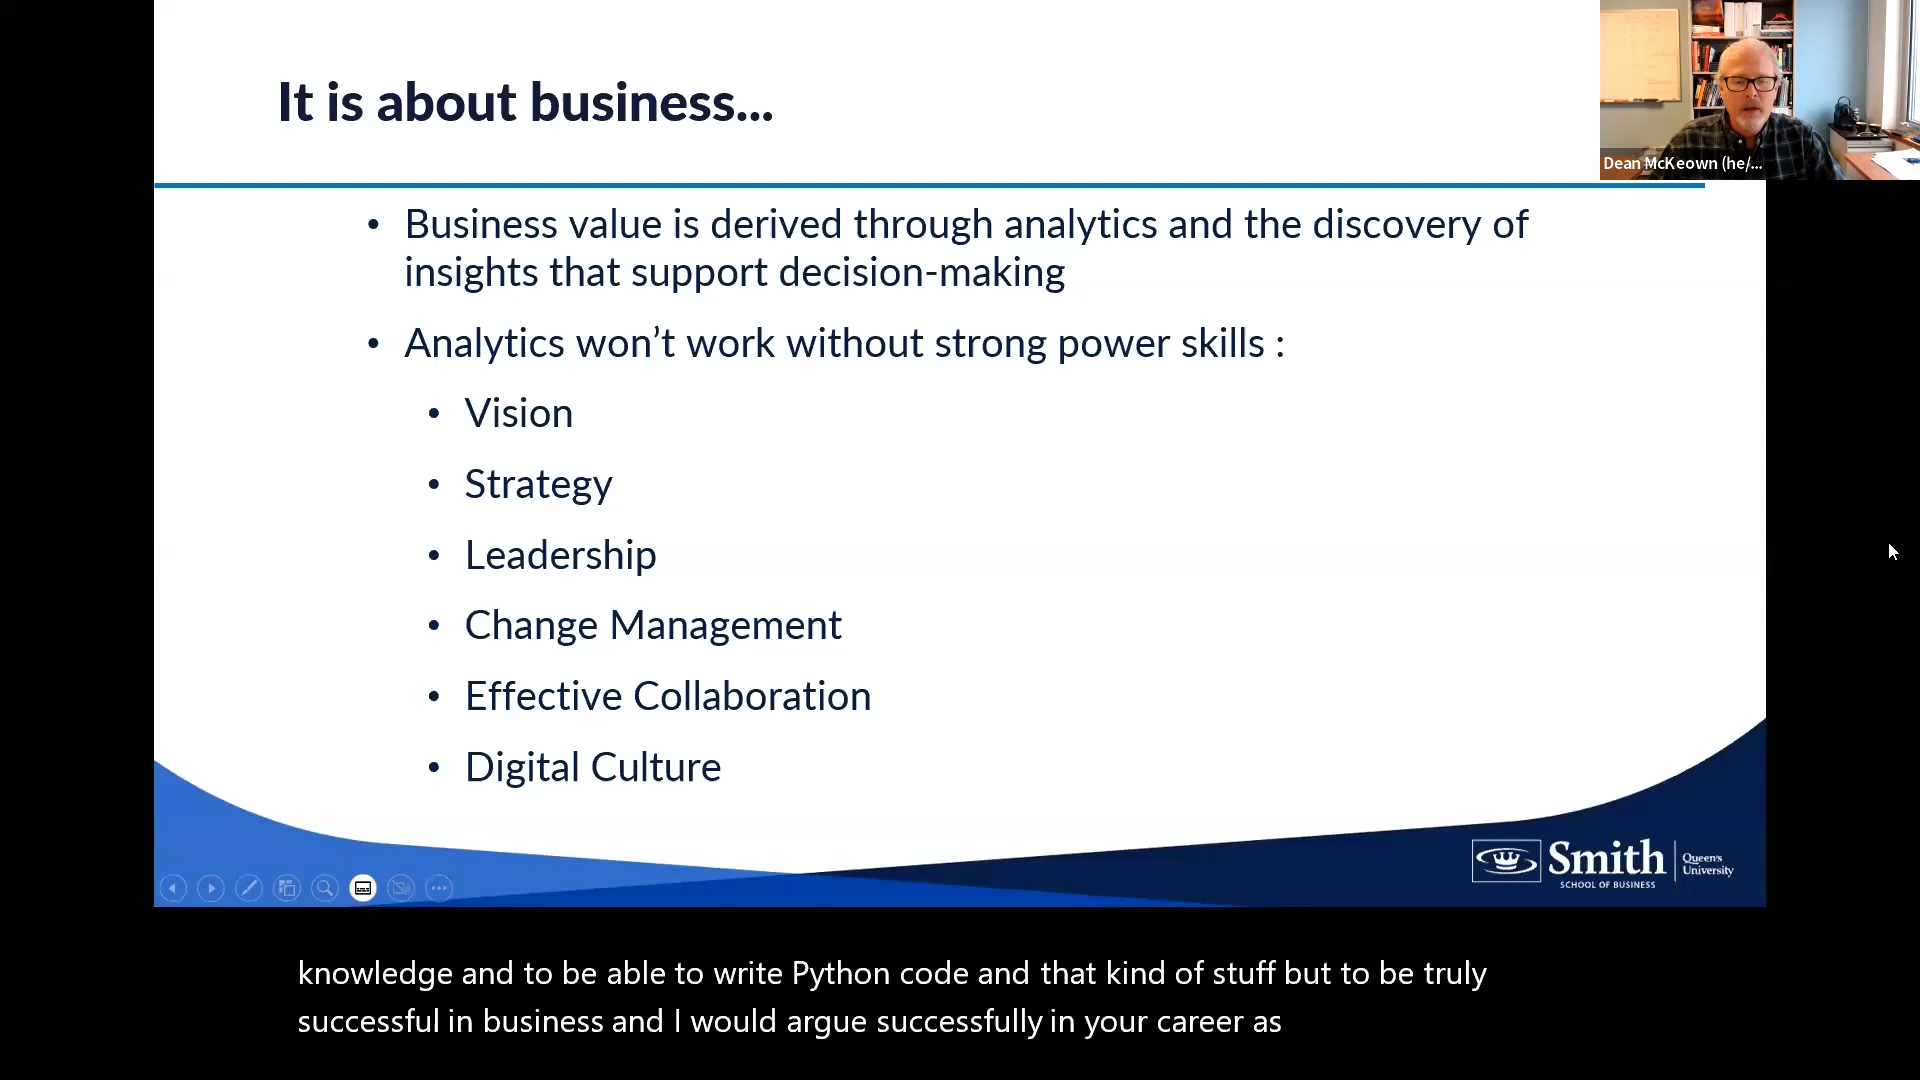 It is about business...
Dean McKeown (he/...
• Business value is derived through analytics and the discovery of
insights that support decision-making
• Analytics won’t work without strong power skills :
• Vision
• Strategy
• Leadership
• Change Management
• Effective Collaboration
• Digital Culture
Smith
SCHOOL OF BUSINESS
Queen's
University
knowledge and to be able to write Python code and that kind of stuff but to be truly
successful in business and I would argue successfully in your career as